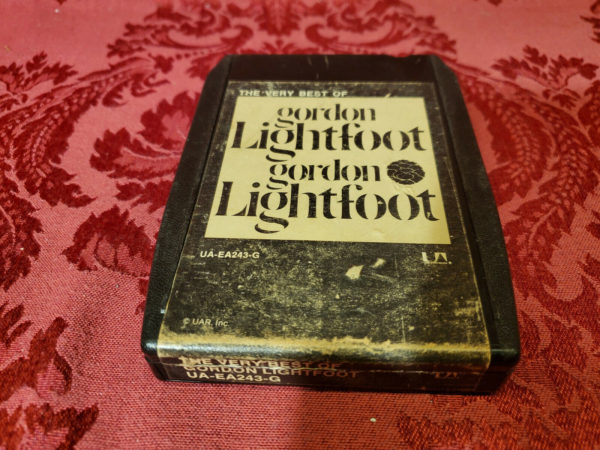 THE VERY BEST OF
gordon
Lightfoot
gordon
Lightfoot
UA-EA243-G
UA
© UAR, Inc.
THE VERY BEST OF
GORDON LIGHTFOOT
UA-EA243-G
UA